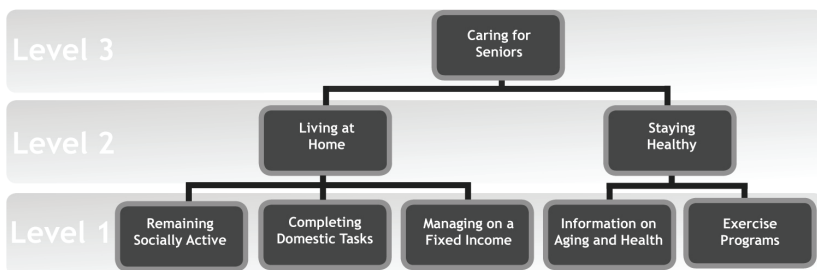 Level 3
Caring for
Seniors
Level 2
Living at
Home
Staying
Healthy
Level 1
Remaining
Socially Active
Completing
Domestic Tasks
Managing on a
Fixed Income
Information on
Aging and Health
Exercise
Programs